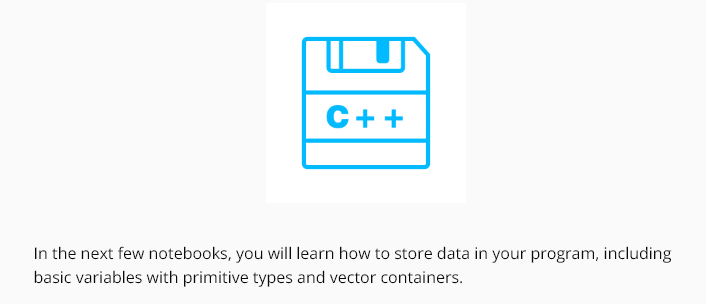 C++
In the next few notebooks, you will learn how to store data in your program, including
basic variables with primitive types and vector containers.